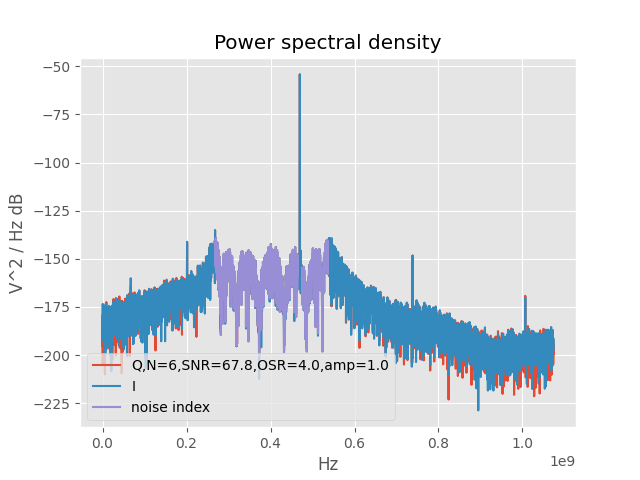 Power spectral density
V^2 / Hz dB
−50
−75
−100
−125
−150
−175
−200
−225
Q,N=6,SNR=67.8,OSR=4.0,amp=1.0
I
noise index
0.0 0.2 0.4 0.6 0.8 1.0
1e9
Hz